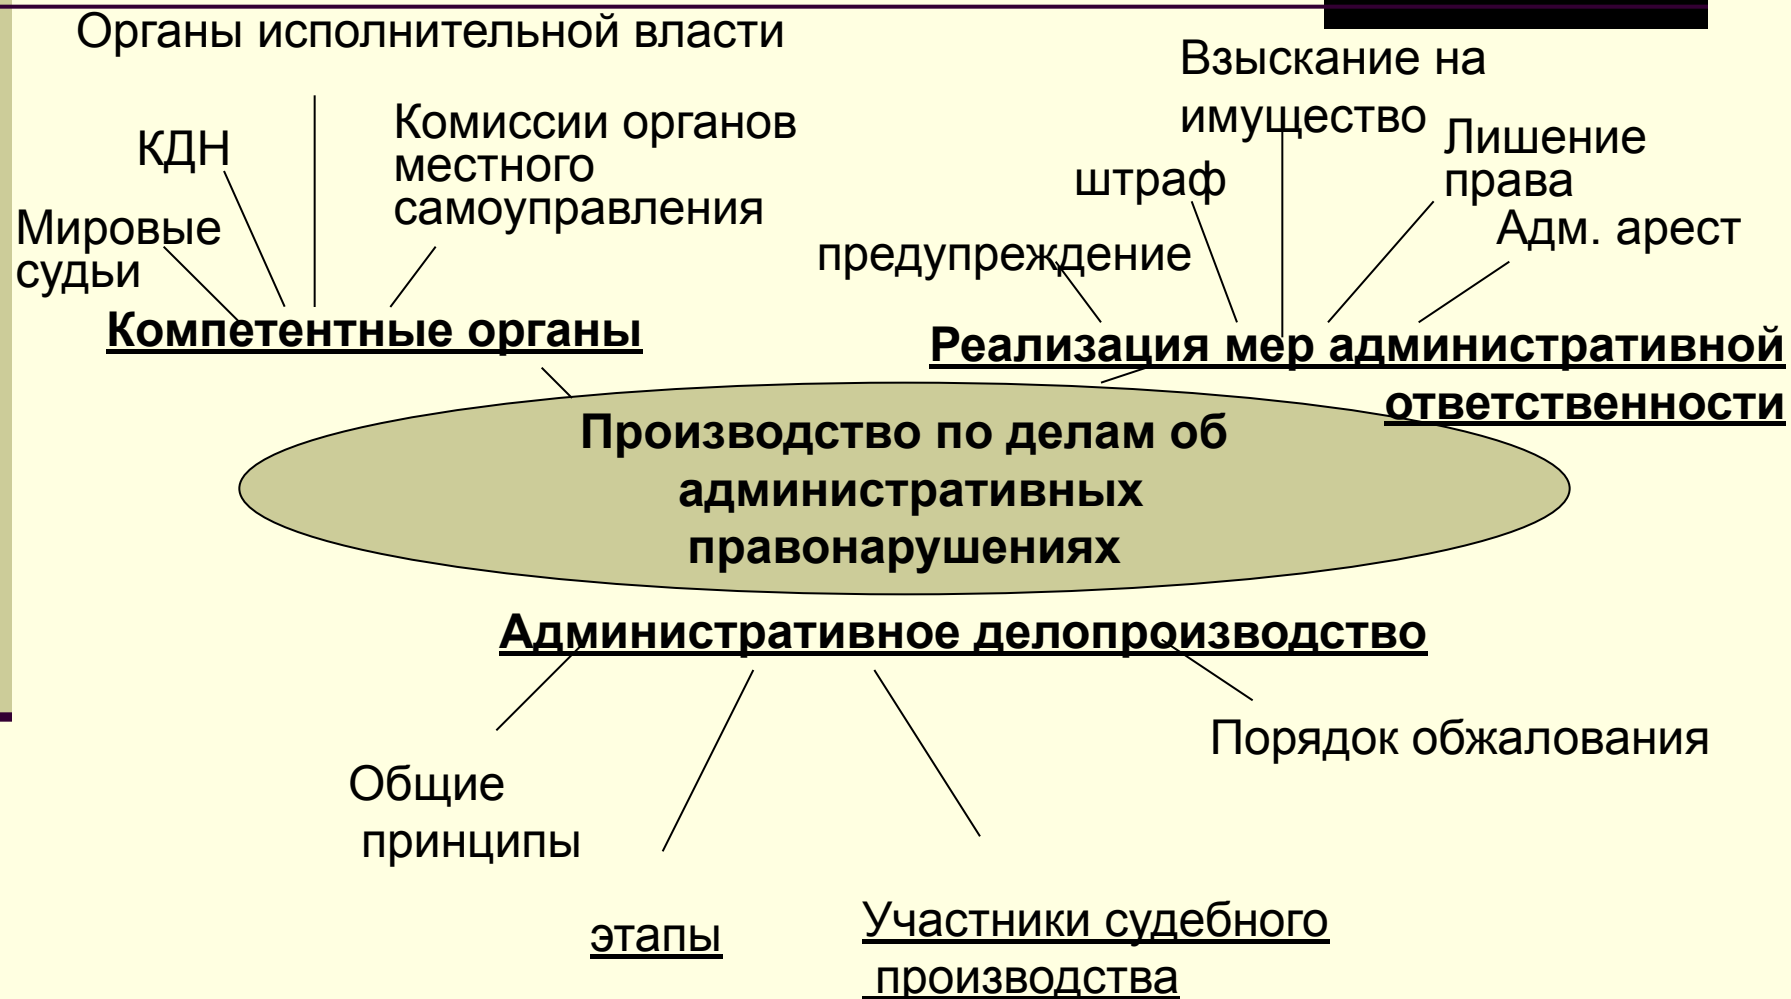 Органы исполнительной власти
КДН
Комиссии органов
местного
самоуправления
Мировые
судьи
Компетентные органы
Взыскание на
имущество
Лишение
права
штраф
Адм. арест
предупреждение
Реализация мер административной
ответственности
Производство по делам об
административных
правонарушениях
Административное делопроизводство
Порядок обжалования
Общие
принципы
этапы
Участники судебного
производства